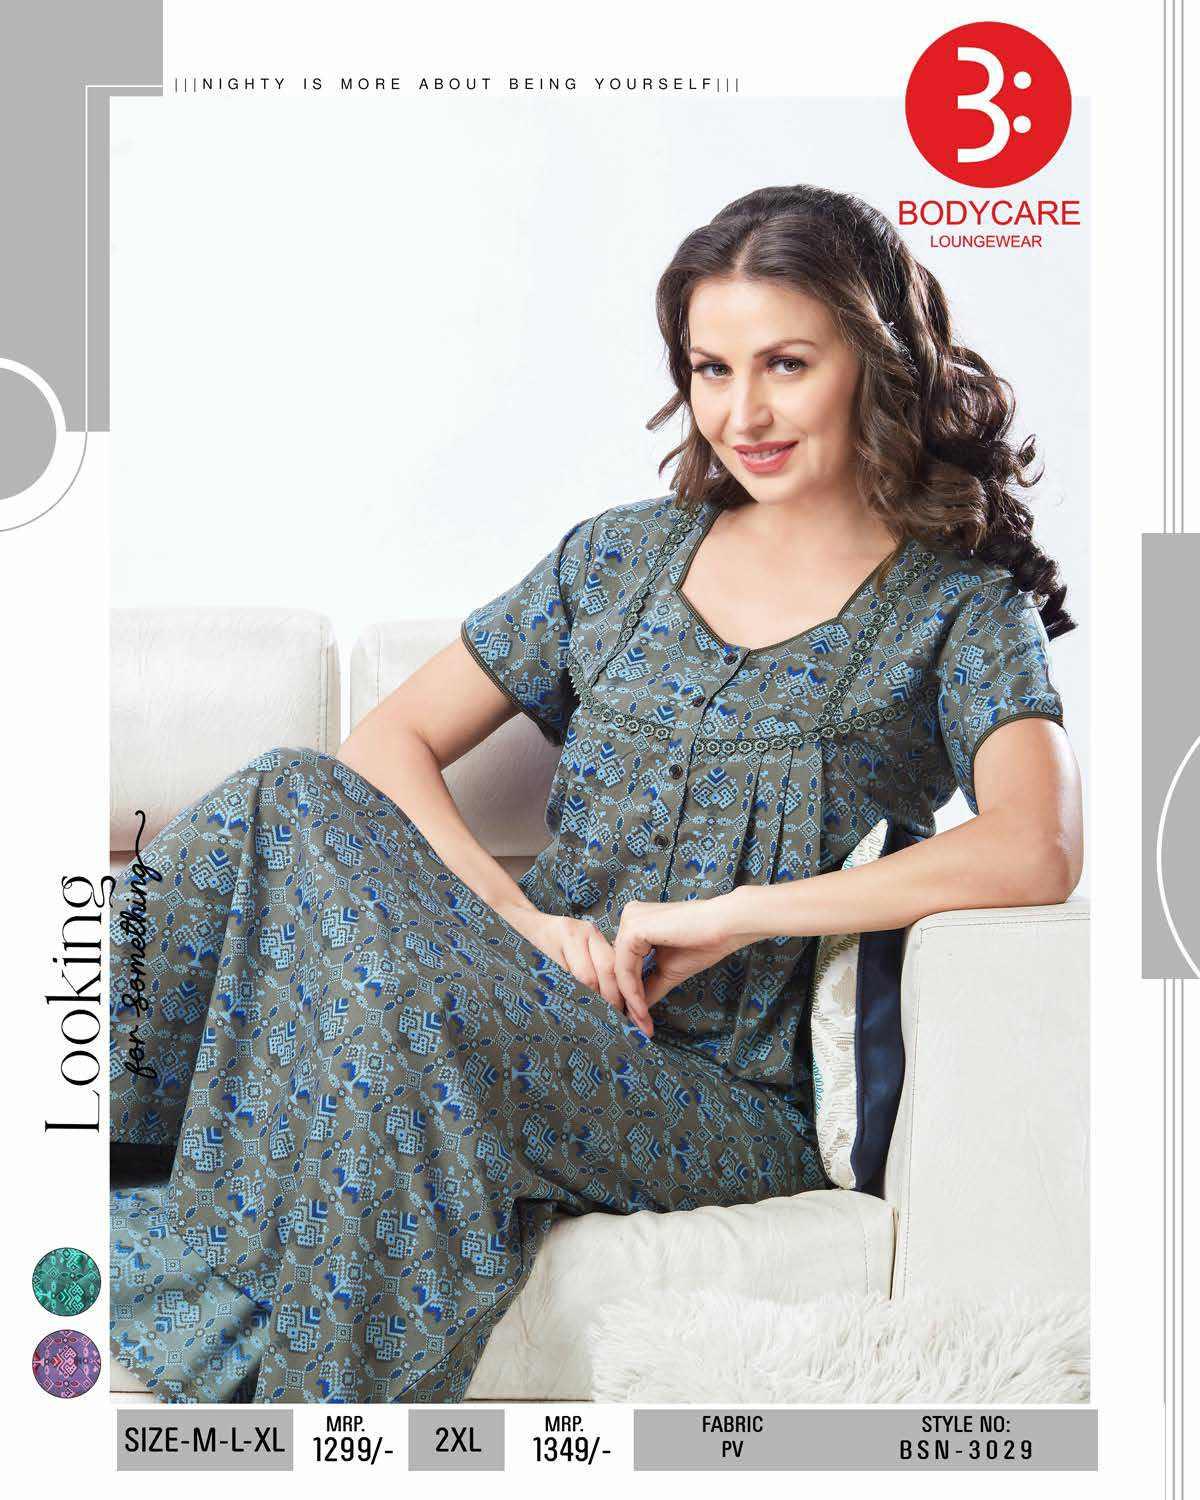 |||NIGHTY IS MORE ABOUT BEING YOURSELF|||
B:
BODYCARE
LOUNGEWEAR
Looking
for something
SIZE-M-L-XL
MRP.
1299/-
2XL
MRP.
1349/-
FABRIC
PV
STYLE NO:
BSN-3029